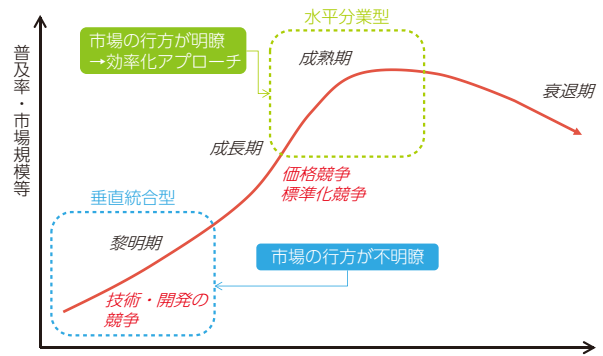 水平分業型
市場の行方が明瞭
→効率化アプローチ
成熟期
衰退期
普及率・市場規模等
成長期
価格競争
標準化競争
垂直統合型
黎明期
市場の行方が不明瞭
技術・開発の
競争